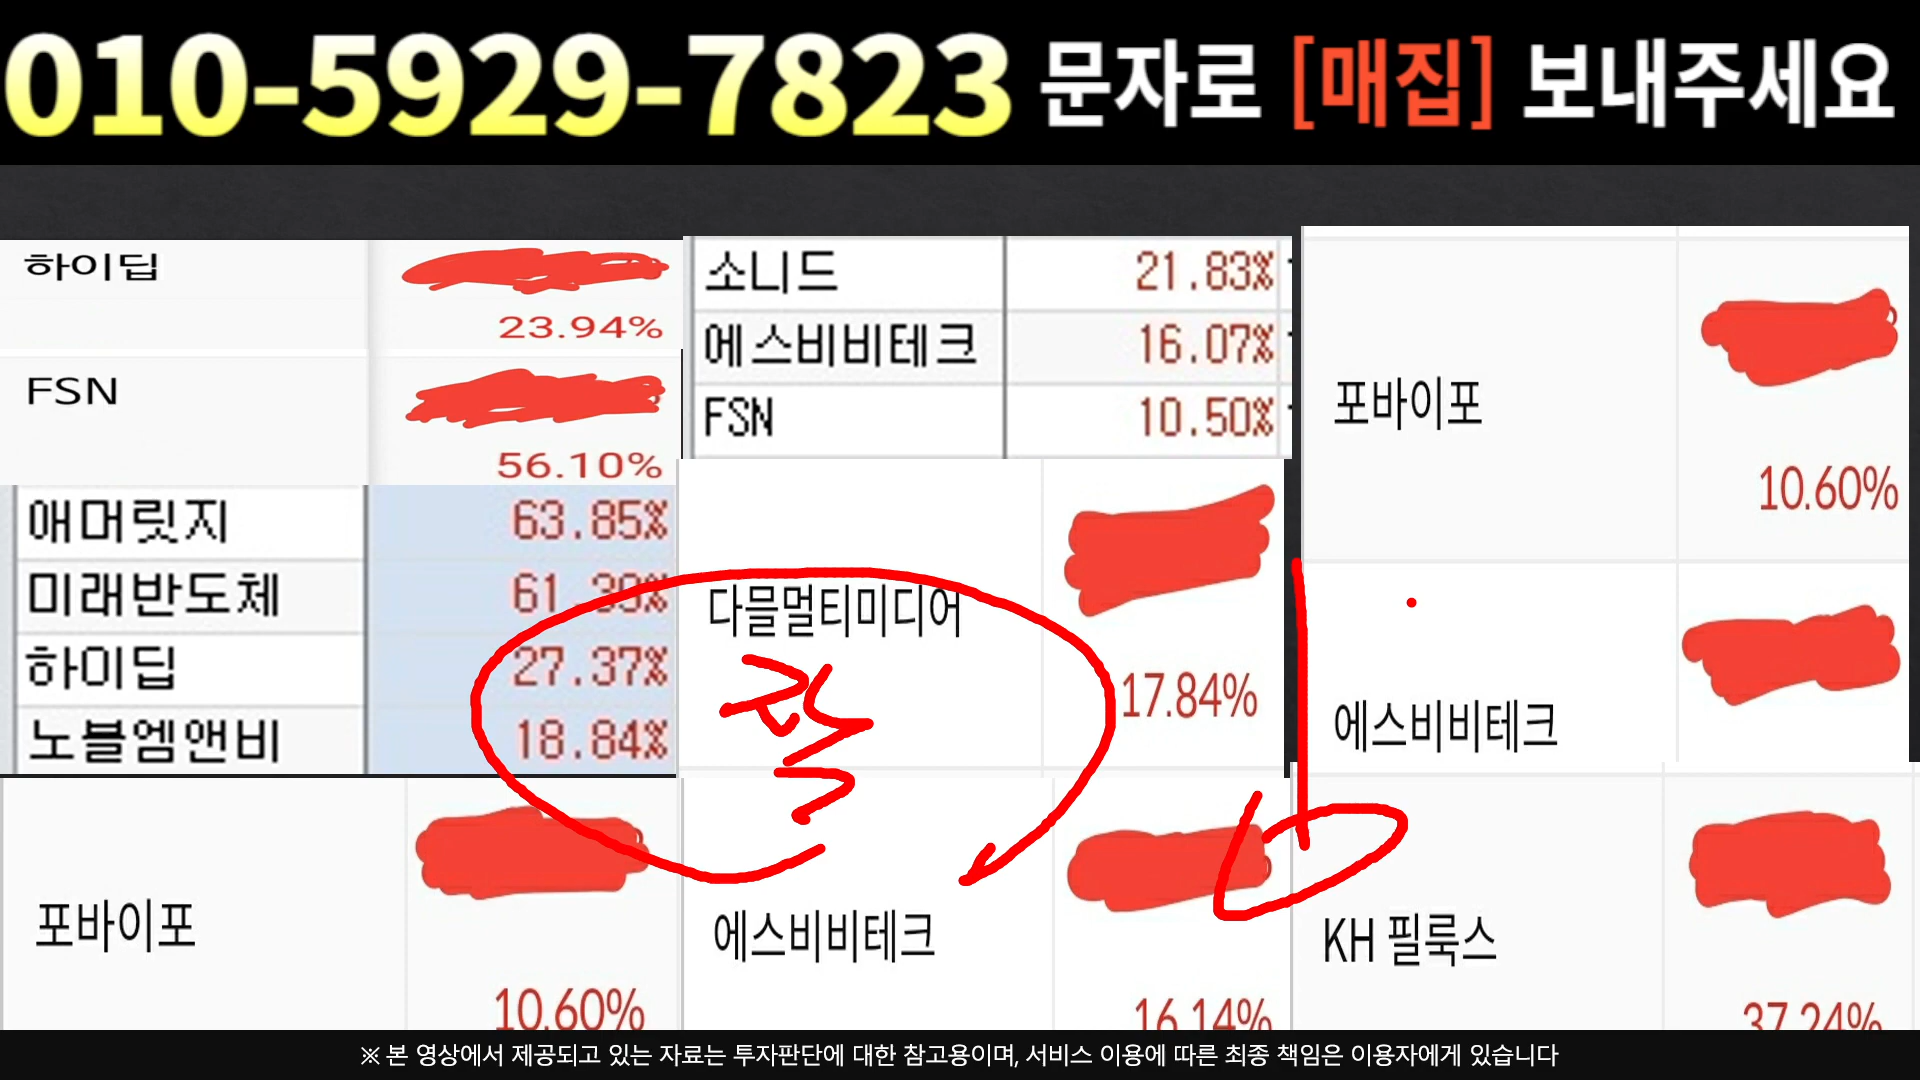 010-5929-7823 문자로 [매집] 보내주세요
하이딥
23.94%
FSN
56.10%
애머릿지 63.85%
미래반도체 61.39%
하이딥 27.37%
노블엠앤비 18.84%
소니드 21.83%
에스비비테크 16.07%
FSN 10.50%
다믈멀티미디어
17.84%
포바이포
10.60%
에스비비테크
포바이포
10.60%
에스비비테크
16.14%
KH 필룩스
37.24%
※ 본 영상에서 제공되고 있는 자료는 투자판단에 대한 참고용이며, 서비스 이용에 따른 최종 책임은 이용자에게 있습니다